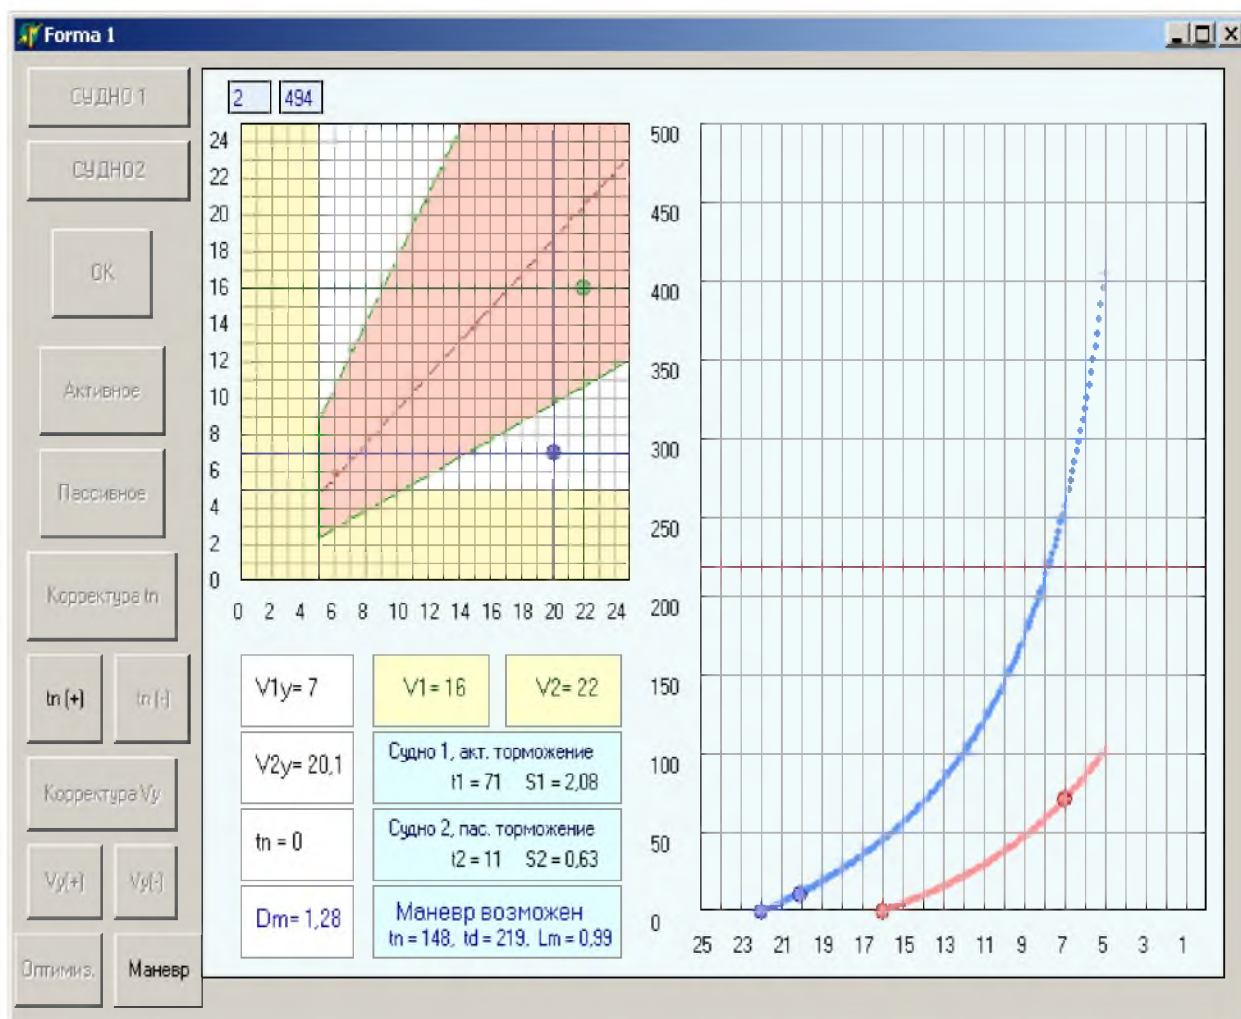 Forma 1
СУДНО 1
СУДНО2
OK
Активное
Пассивное
Корректура tn
tn (+)
tn (-)
Корректура Vy
Vy(+)
Vy(-)
Оптимиз.
Маневр
2
494
24
22
20
18
16
14
12
10
8
6
4
2
0
0 2 4 6 8 10 12 14 16 18 20 22 24
500
450
400
350
300
250
200
150
100
50
0
25 23 21 19 17 15 13 11 9 7 5 3 1
V1y= 7
V1= 16
V2= 22
V2y= 20,1
Судно 1, акт. торможение
t1 = 71 S1 = 2,08
tn = 0
Судно 2, пас. торможение
t2 = 11 S2 = 0,63
Dm= 1,28
Маневр возможен
tn = 148, td = 219, Lm = 0,99